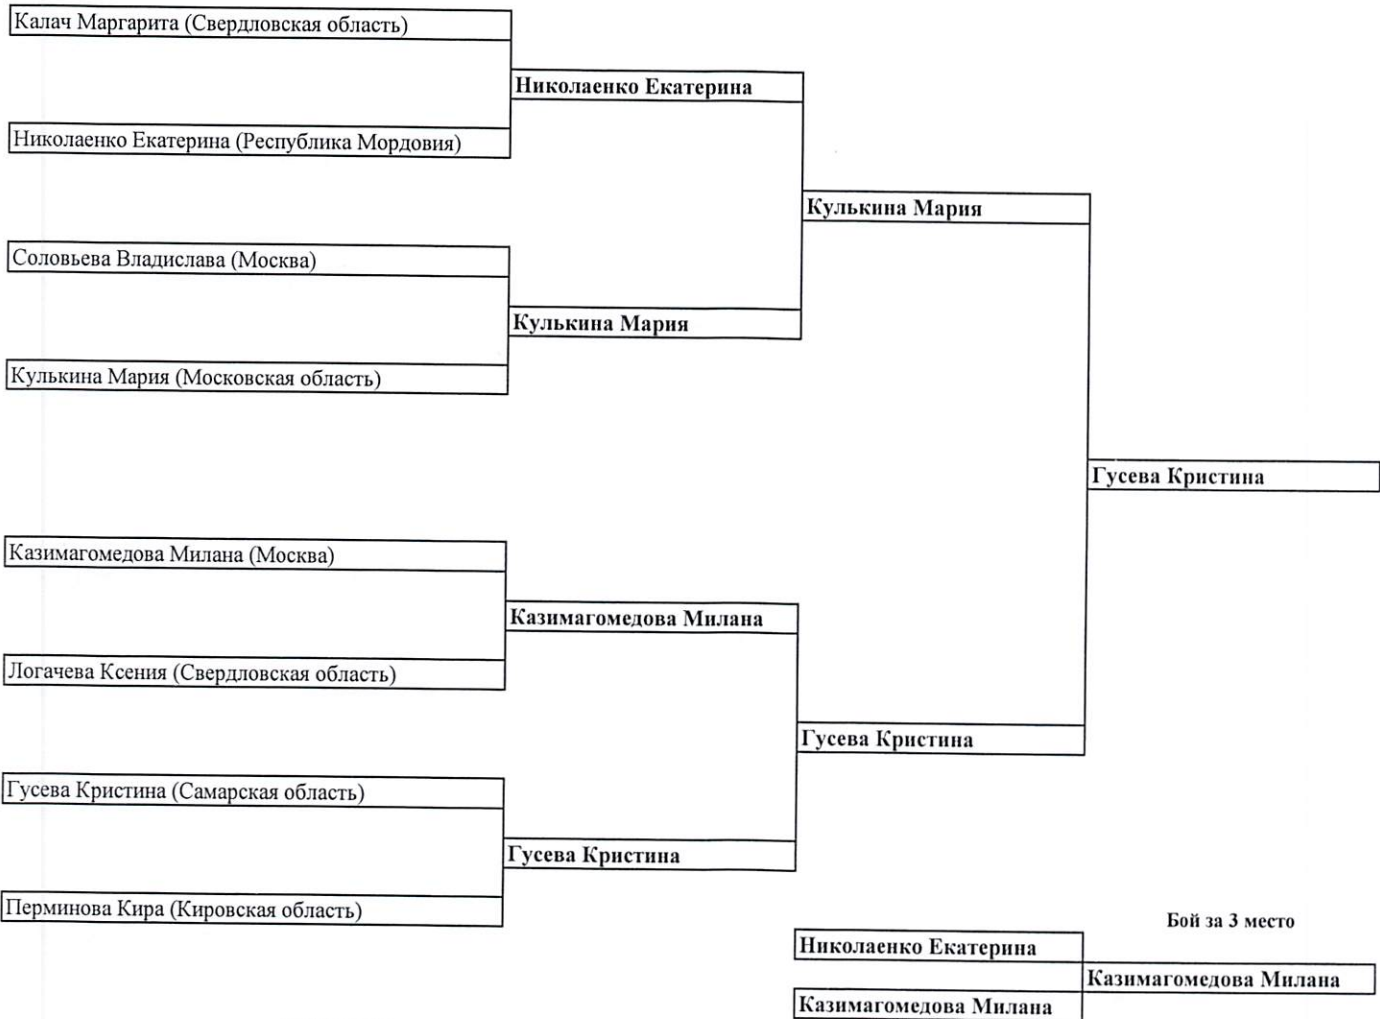 Калач Маргарита (Свердловская область)
Николаенко Екатерина
Николаенко Екатерина (Республика Мордовия)
Кулькина Мария
Соловьева Владислава (Москва)
Кулькина Мария
Кулькина Мария (Московская область)
Гусева Кристина
Казимагомедова Милана (Москва)
Казимагомедова Милана
Логачева Ксения (Свердловская область)
Гусева Кристина
Гусева Кристина (Самарская область)
Гусева Кристина
Перминова Кира (Кировская область)
Бой за 3 место
Николаенко Екатерина
Казимагомедова Милана
Казимагомедова Милана